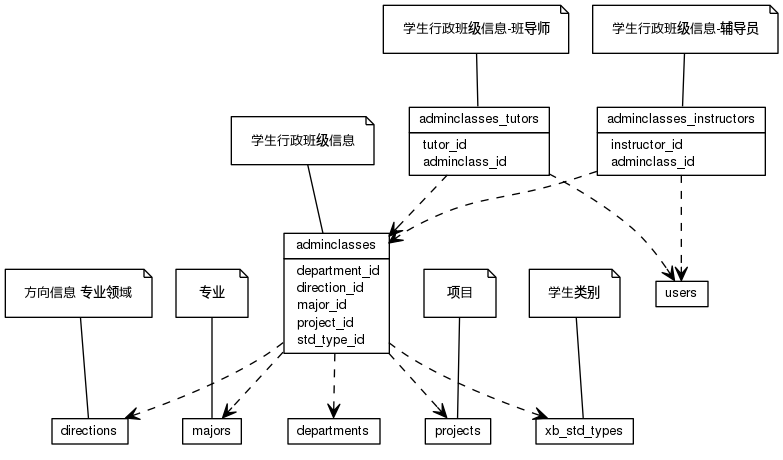 学生行政班级信息-班导师
学生行政班级信息-辅导员
adminclasses_tutors
tutor_id
adminclass_id
adminclasses_instructors
instructor_id
adminclass_id
学生行政班级信息
adminclasses
department_id
direction_id
major_id
project_id
std_type_id
方向信息 专业领域
专业
项目
学生类别
users
directions
majors
departments
projects
xb_std_types